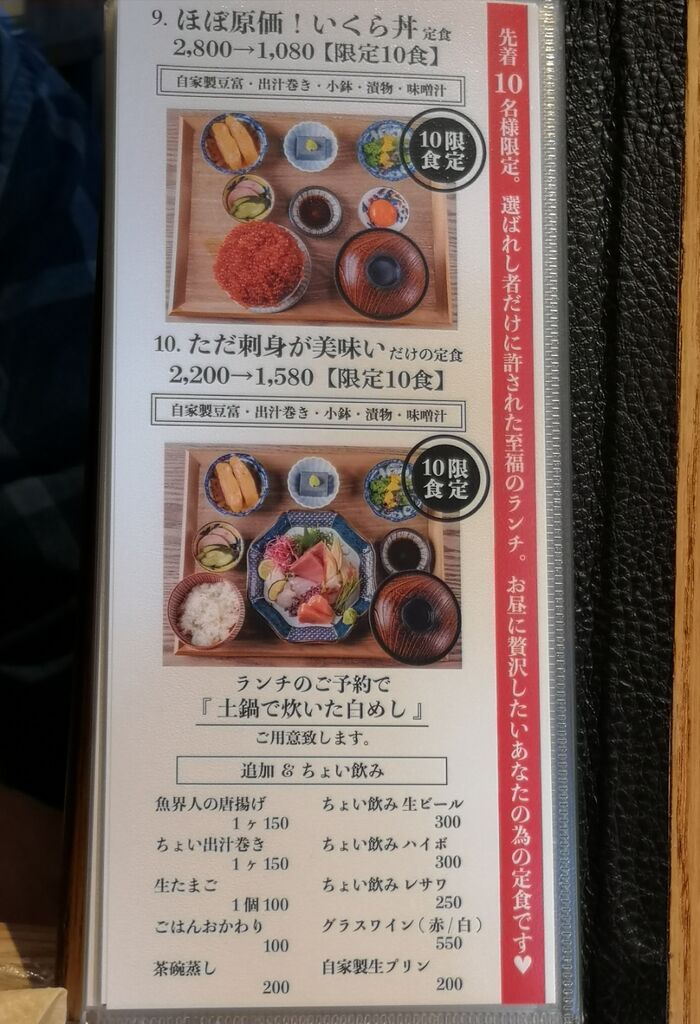 9. ほぼ原価！いくら丼 定食
2,800→1,080【限定10食】
自家製豆富・出汁巻き・小鉢・漬物・味噌汁
限定
10食
10. ただ刺身が美味い だけの定食
2,200→1,580【限定10食】
自家製豆富・出汁巻き・小鉢・漬物・味噌汁
限定
10食
ランチのご予約で
『土鍋で炊いた白めし』
ご用意致します。
追加 & ちょい飲み
魚界人の唐揚げ
1ヶ150
ちょい出汁巻き
1ヶ150
生たまご
1個100
ごはんおかわり
100
茶碗蒸し
200
ちょい飲み 生ビール
300
ちょい飲み ハイボ
300
ちょい飲み レサワ
250
グラスワイン（赤/白）
550
自家製生プリン
200
先着10名様限定。選ばれし者だけに許された至福のランチ。お昼に贅沢したいあなたの為の定食です♥